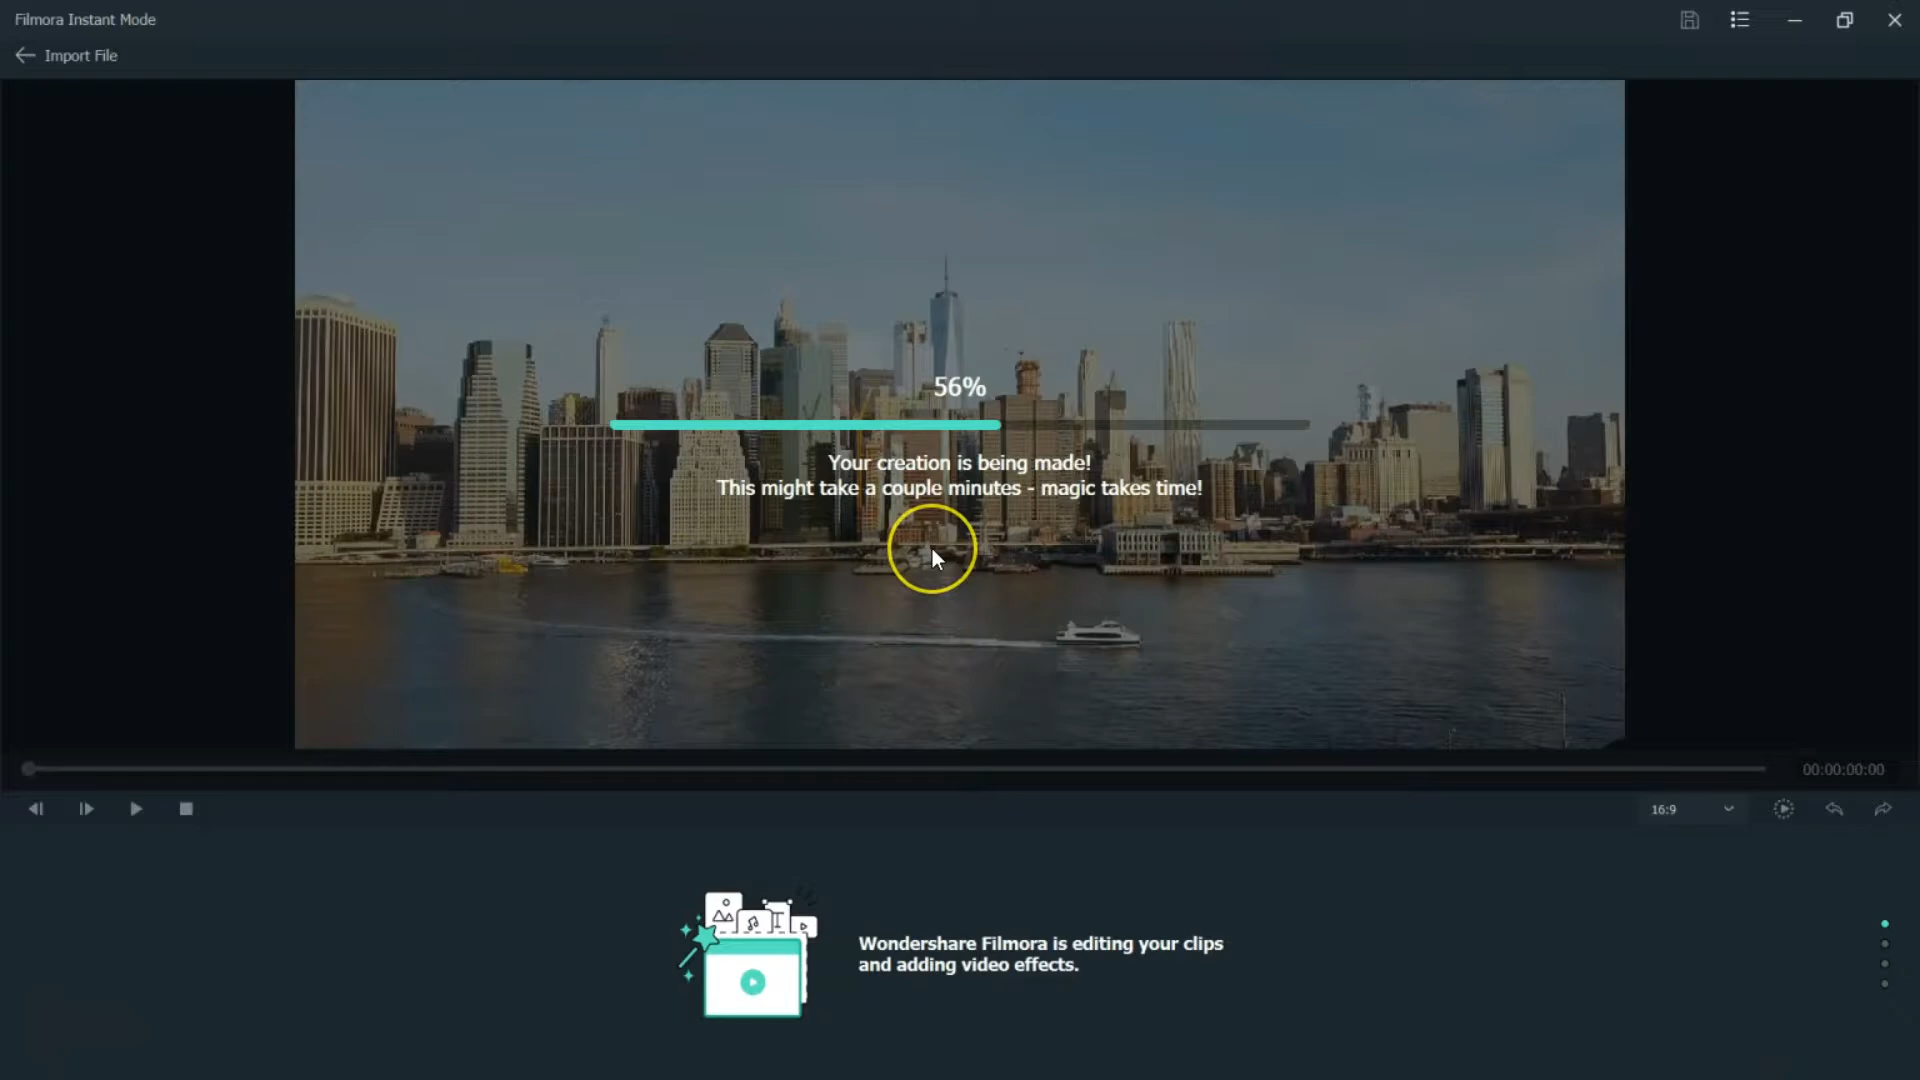 Filmora Instant Mode
Import File
56%
Your creation is being made!
This might take a couple minutes - magic takes time!
00:00:00:00
16:9
Wondershare Filmora is editing your clips
and adding video effects.